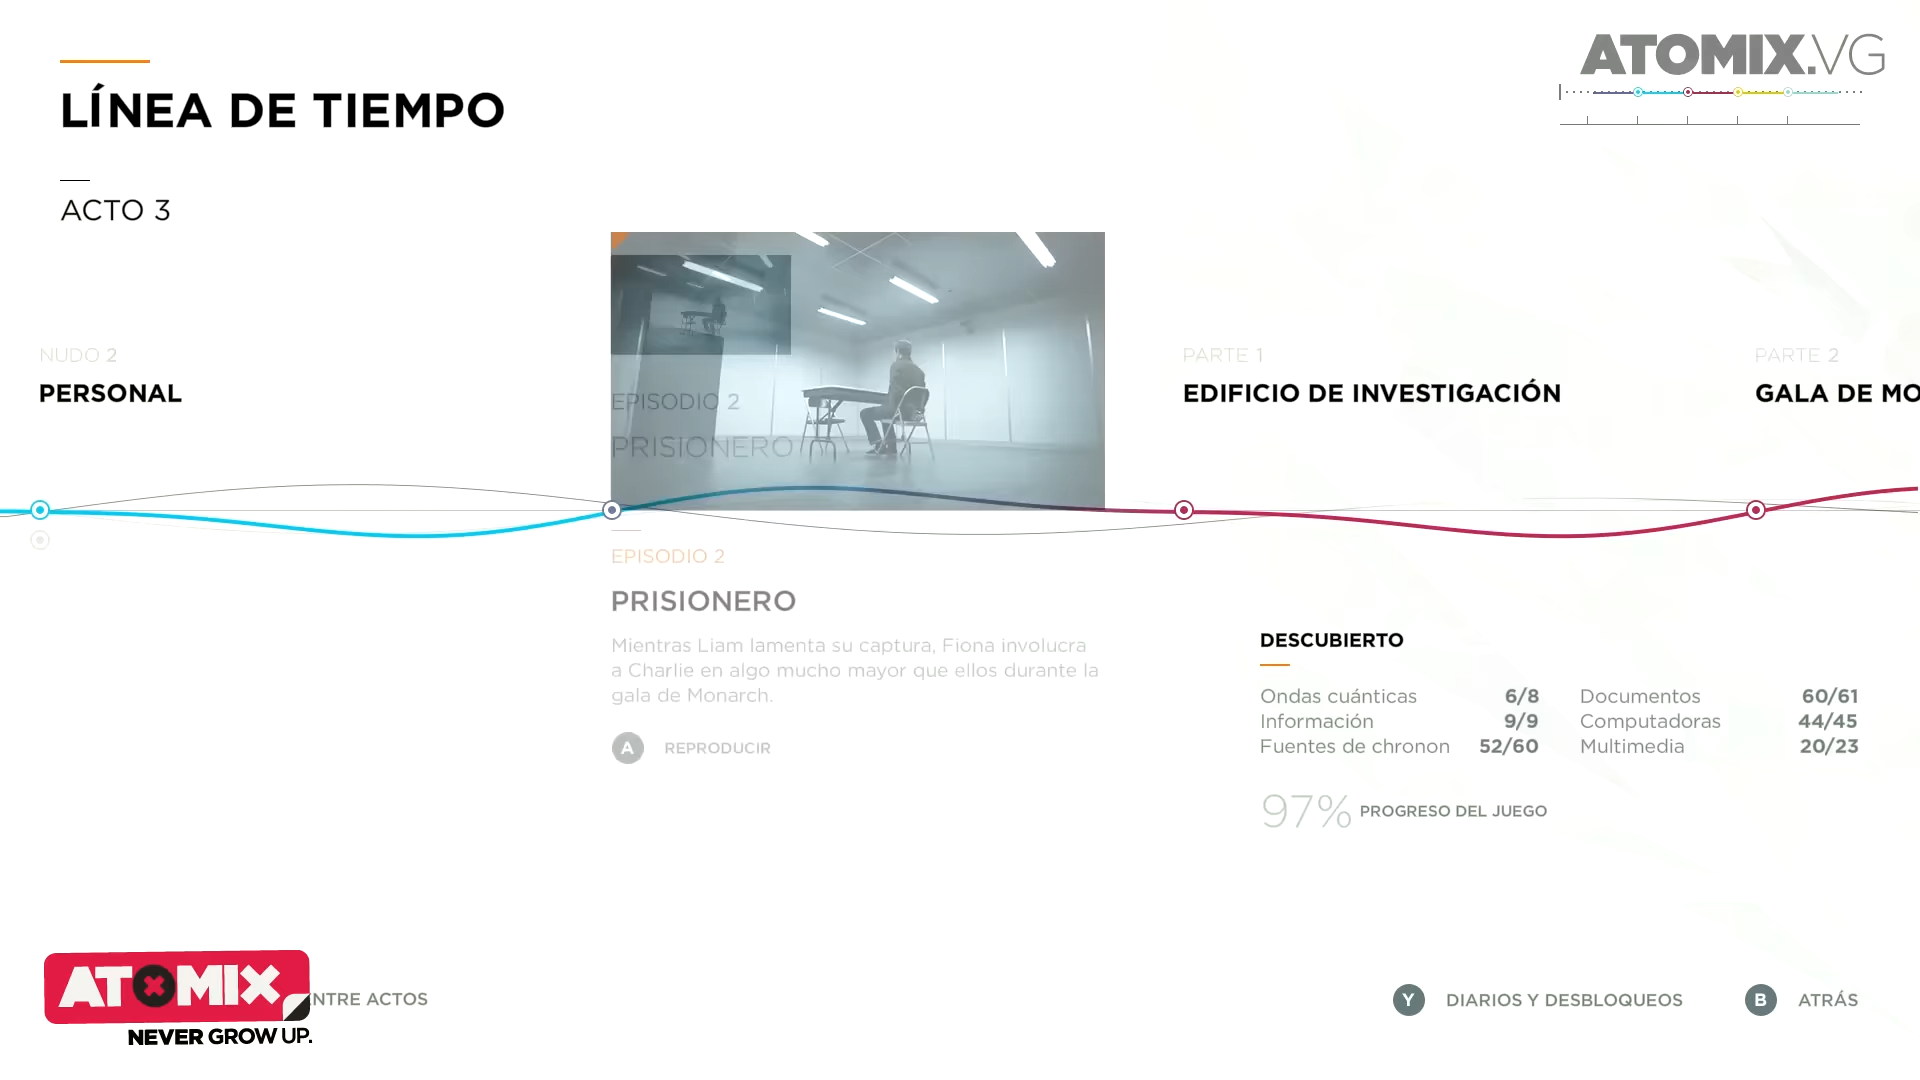 LÍNEA DE TIEMPO
ATOMIX.VG
ACTO 3
NUDO 2
PERSONAL
EPISODIO 2
PRISIONERO
PARTE 1
EDIFICIO DE INVESTIGACIÓN
PARTE 2
GALA DE MO
EPISODIO 2
PRISIONERO
Mientras Liam lamenta su captura, Fiona involucra
a Charlie en algo mucho mayor que ellos durante la
gala de Monarch.
A REPRODUCIR
DESCUBIERTO
Ondas cuánticas 6/8 Documentos 60/61
Información 9/9 Computadoras 44/45
Fuentes de chronon 52/60 Multimedia 20/23
97% PROGRESO DEL JUEGO
ATOMIX
NTRE ACTOS
NEVER GROW UP.
Y DIARIOS Y DESBLOQUEOS B ATRÁS